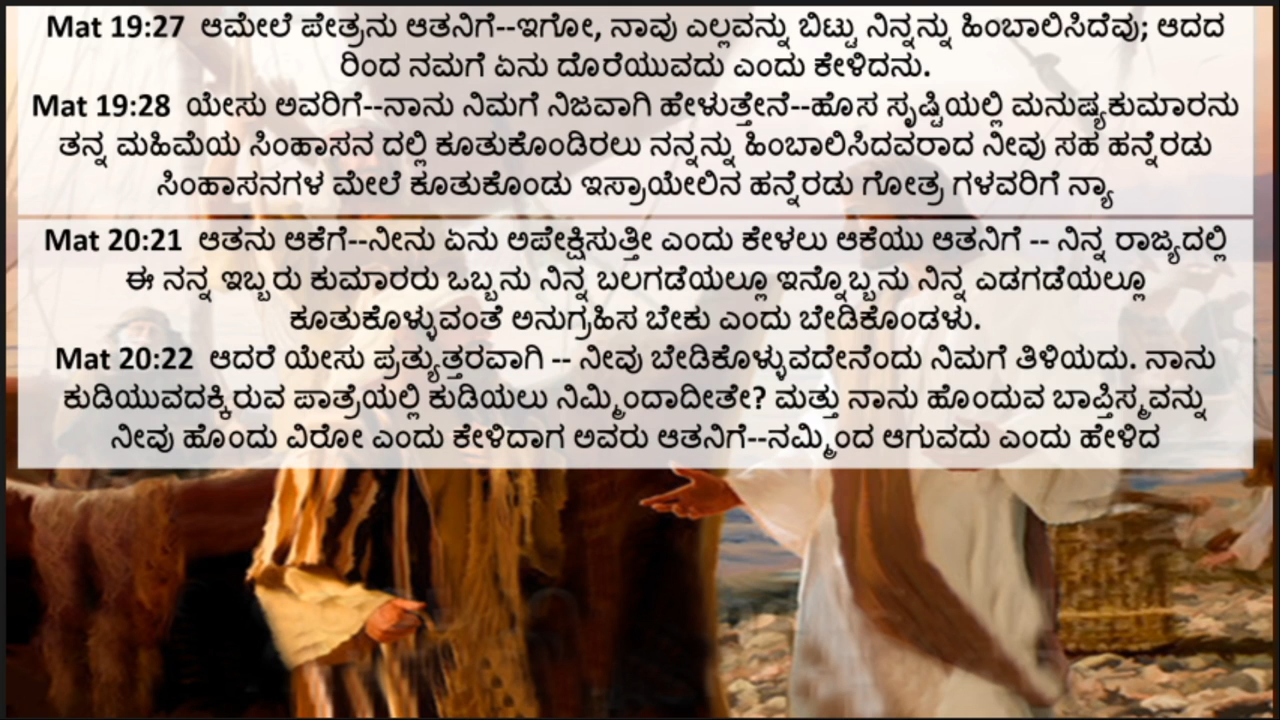 Mat 19:27 ಆಮೇಲೆ ಪೇತ್ರನು ಆತನಿಗೆ--ಇಗೋ, ನಾವು ಎಲ್ಲವನ್ನು ಬಿಟ್ಟು ನಿನ್ನನ್ನು ಹಿಂಬಾಲಿಸಿದೆವು; ಆದದ
ರಿಂದ ನಮಗೆ ಏನು ದೊರೆಯುವದು ಎಂದು ಕೇಳಿದನು.
Mat 19:28 ಯೇಸು ಅವರಿಗೆ--ನಾನು ನಿಮಗೆ ನಿಜವಾಗಿ ಹೇಳುತ್ತೇನೆ--ಹೊಸ ಸೃಷ್ಟಿಯಲ್ಲಿ ಮನುಷ್ಯಕುಮಾರನು
ತನ್ನ ಮಹಿಮೆಯ ಸಿಂಹಾಸನ ದಲ್ಲಿ ಕೂತುಕೊಂಡಿರಲು ನನ್ನನ್ನು ಹಿಂಬಾಲಿಸಿದವರಾದ ನೀವು ಸಹ ಹನ್ನೆರಡು
ಸಿಂಹಾಸನಗಳ ಮೇಲೆ ಕೂತುಕೊಂಡು ಇಸ್ರಾಯೇಲಿನ ಹನ್ನೆರಡು ಗೋತ್ರ ಗಳವರಿಗೆ ನ್ಯಾ
Mat 20:21 ಆತನು ಆಕೆಗೆ--ನೀನು ಏನು ಅಪೇಕ್ಷಿಸುತ್ತೀ ಎಂದು ಕೇಳಲು ಆಕೆಯು ಆತನಿಗೆ -- ನಿನ್ನ ರಾಜ್ಯದಲ್ಲಿ
ಈ ನನ್ನ ಇಬ್ಬರು ಕುಮಾರರು ಒಬ್ಬನು ನಿನ್ನ ಬಲಗಡೆಯಲ್ಲೂ ಇನ್ನೊಬ್ಬನು ನಿನ್ನ ಎಡಗಡೆಯಲ್ಲೂ
ಕೂತುಕೊಳ್ಳುವಂತೆ ಅನುಗ್ರಹಿಸ ಬೇಕು ಎಂದು ಬೇಡಿಕೊಂಡಳು.
Mat 20:22 ಆದರೆ ಯೇಸು ಪ್ರತ್ಯುತ್ತರವಾಗಿ -- ನೀವು ಬೇಡಿಕೊಳ್ಳುವದೇನೆಂದು ನಿಮಗೆ ತಿಳಿಯದು. ನಾನು
ಕುಡಿಯುವದಕ್ಕಿರುವ ಪಾತ್ರೆಯಲ್ಲಿ ಕುಡಿಯಲು ನಿಮ್ಮಿಂದಾದೀತೇ? ಮತ್ತು ನಾನು ಹೊಂದುವ ಬಾಪ್ತಿಸ್ಮವನ್ನು
ನೀವು ಹೊಂದು ವಿರೋ ಎಂದು ಕೇಳಿದಾಗ ಅವರು ಆತನಿಗೆ--ನಮ್ಮಿಂದ ಆಗುವದು ಎಂದು ಹೇಳಿದ